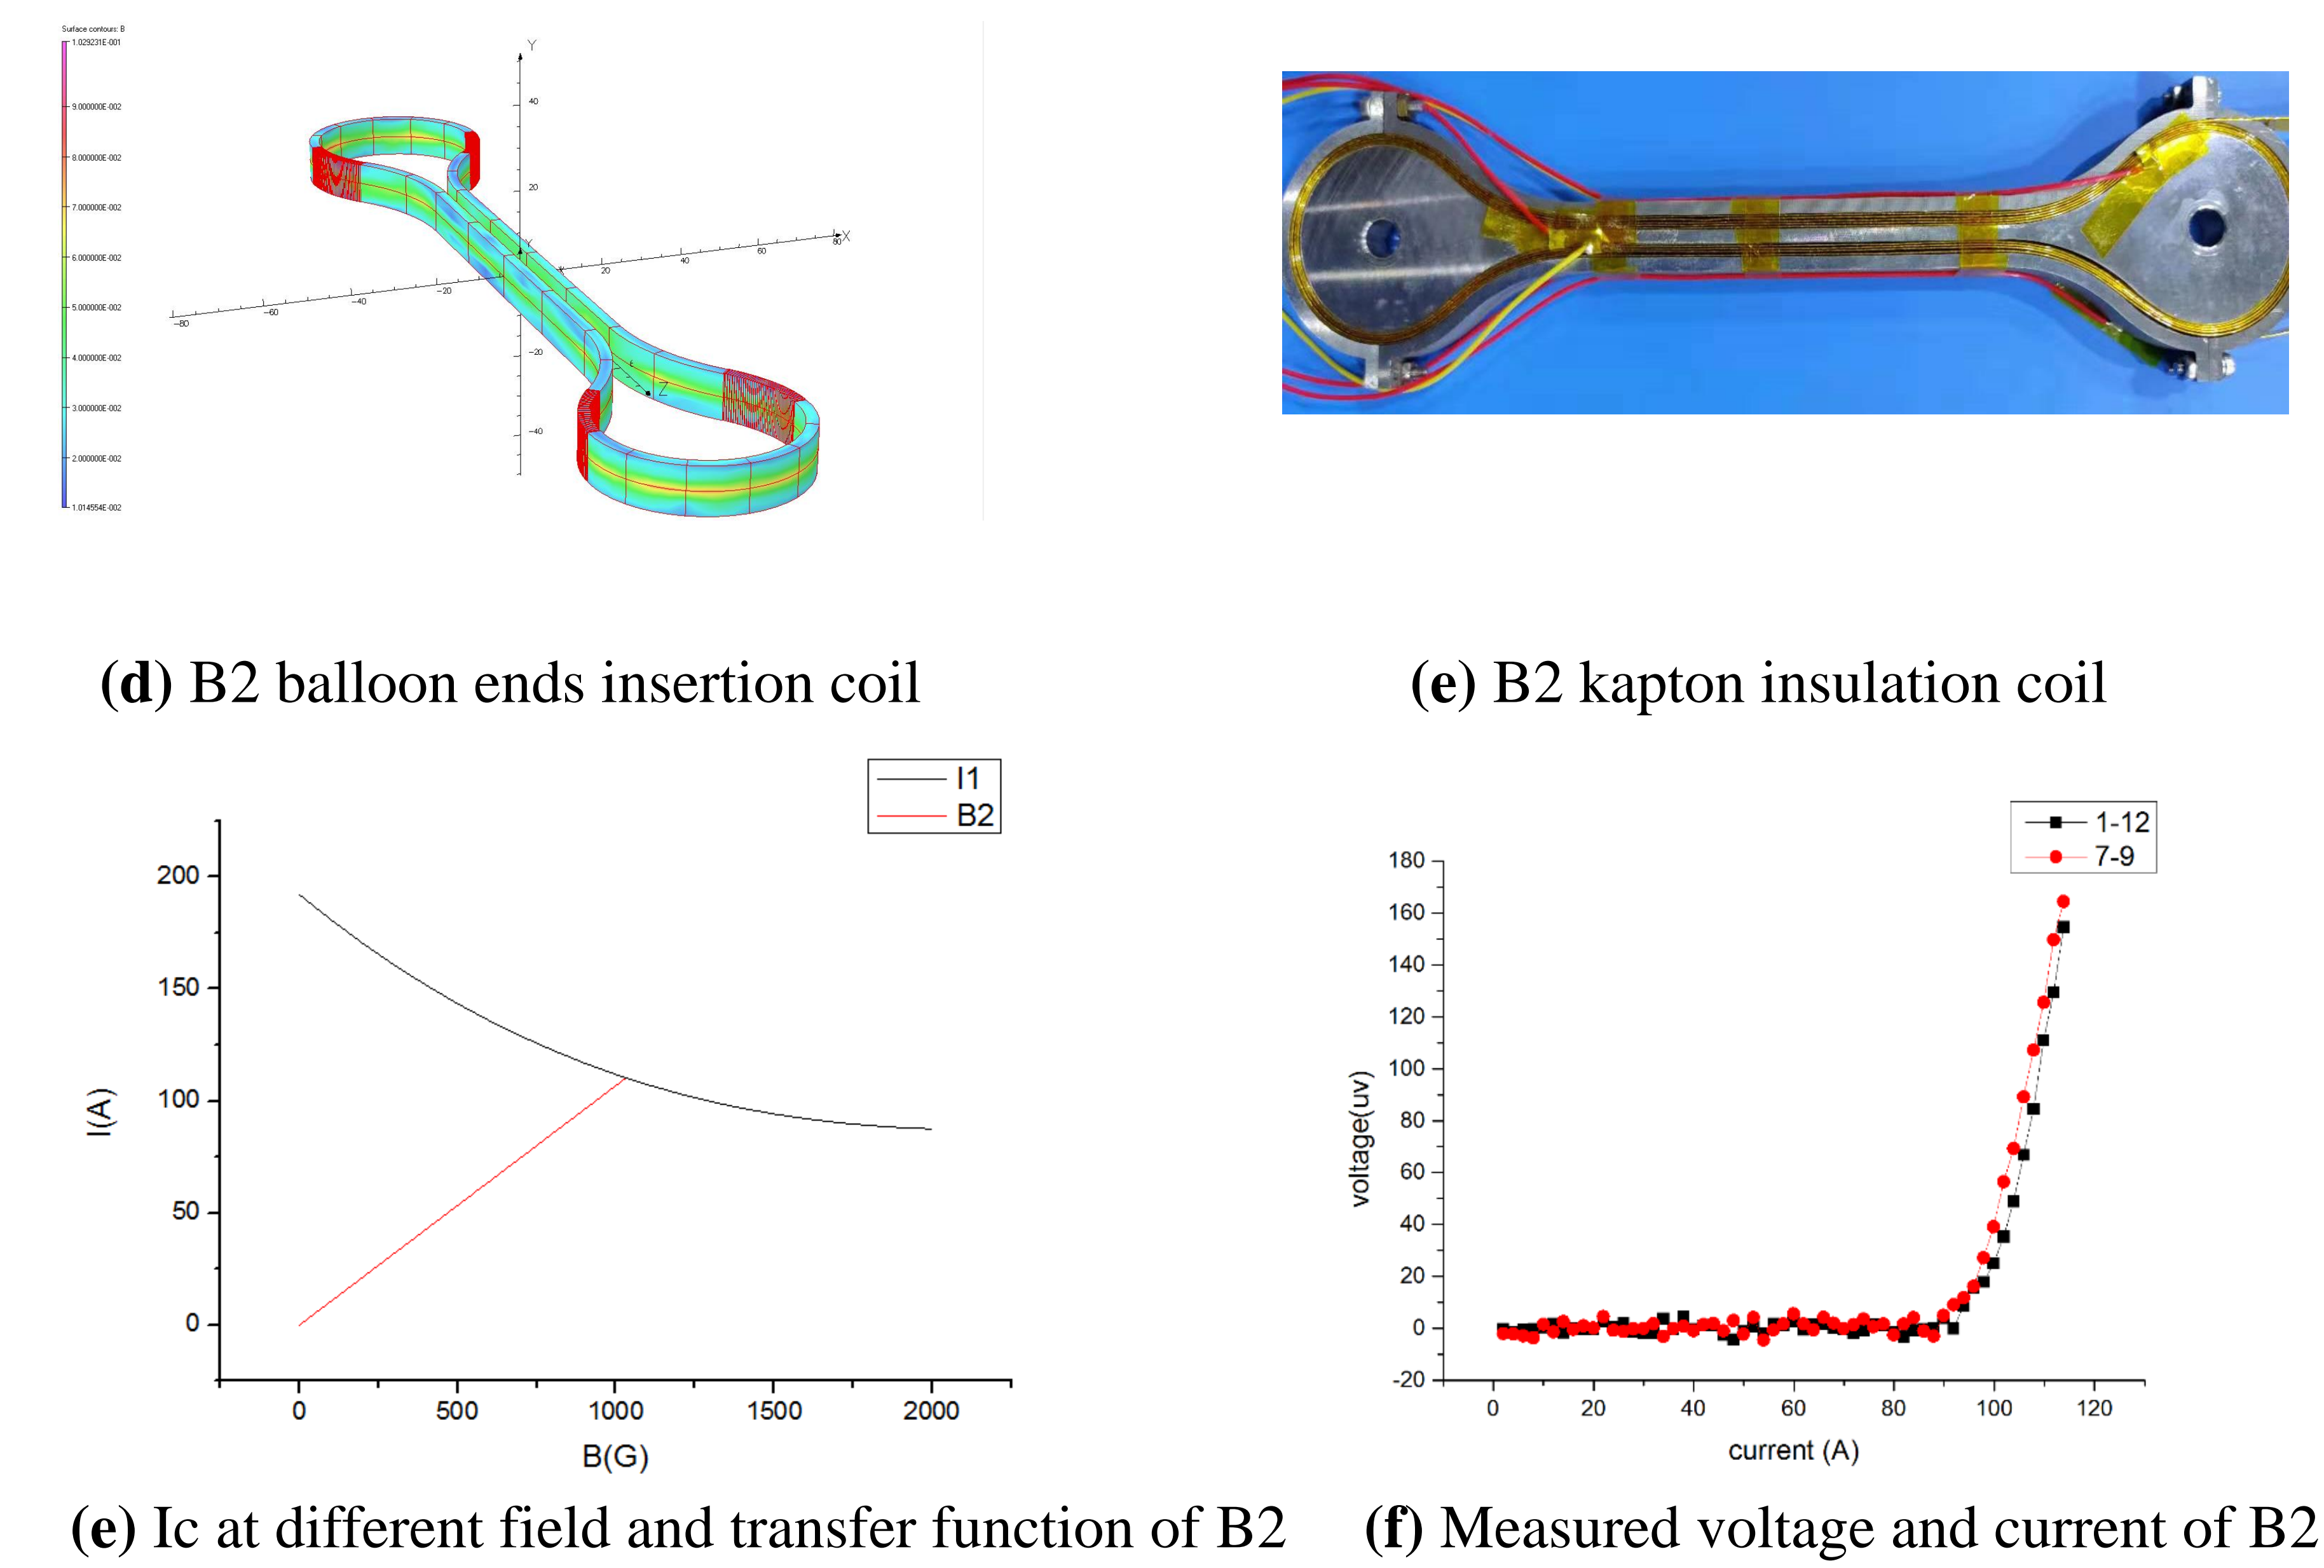 Surface contours: B
1.029231E-001
9.000000E-002
8.000000E-002
7.000000E-002
6.000000E-002
5.000000E-002
4.000000E-002
3.000000E-002
2.000000E-002
1.014554E-002
Y
40
20
-20
-40
-80
-60
-40
-20
20
40
60
80
X
Y
Z
(d) B2 balloon ends insertion coil
(e) B2 kapton insulation coil
I1
B2
200
150
100
50
0
I(A)
0
500
1000
1500
2000
B(G)
1-12
7-9
180
160
140
120
100
80
60
40
20
0
-20
voltage(uv)
0
20
40
60
80
100
120
current (A)
(e) Ic at different field and transfer function of B2
(f) Measured voltage and current of B2